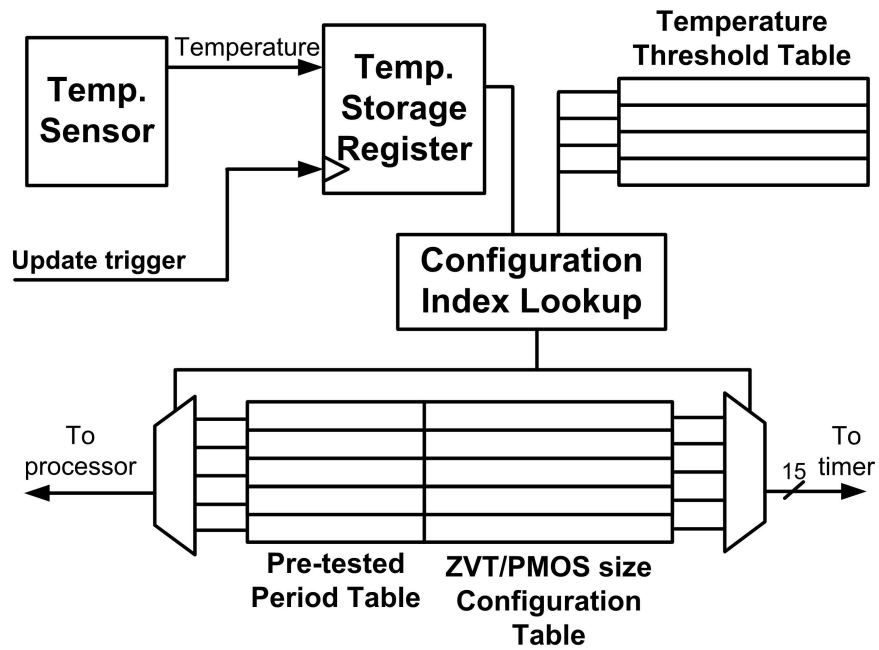 Temp.
Sensor
Temperature
Temp.
Storage
Register
Temperature
Threshold Table
Update trigger
Configuration
Index Lookup
To
processor
To
timer
15
Pre-tested
Period Table
ZVT/PMOS size
Configuration
Table